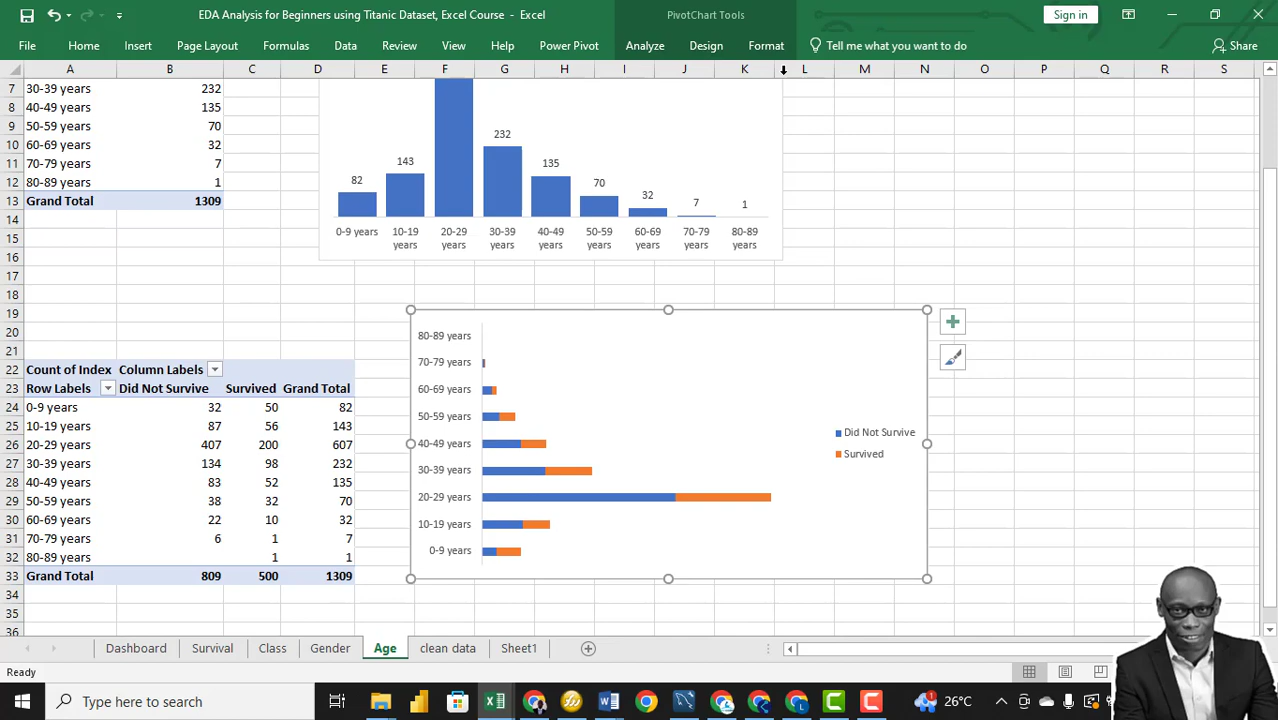 EDA Analysis for Beginners using Titanic Dataset, Excel Course - Excel
PivotChart Tools
Sign in
File Home Insert Page Layout Formulas Data Review View Help Power Pivot Analyze Design Format Tell me what you want to do Share
A B C D E F G H I J K L M N O P Q R S
7 30-39 years 232
8 40-49 years 135
9 50-59 years 70
10 60-69 years 32
11 70-79 years 7
12 80-89 years 1
13 Grand Total 1309
14
15
16
17
18
19
20
21
82 143 232 135 70 32 7 1
0-9 years 10-19 years 20-29 years 30-39 years 40-49 years 50-59 years 60-69 years 70-79 years 80-89 years
22 Count of Index Column Labels
23 Row Labels Did Not Survive Survived Grand Total
24 0-9 years 32 50 82
25 10-19 years 87 56 143
26 20-29 years 407 200 607
27 30-39 years 134 98 232
28 40-49 years 83 52 135
29 50-59 years 38 32 70
30 60-69 years 22 10 32
31 70-79 years 6 1 7
32 80-89 years 1 1
33 Grand Total 809 500 1309
34
35
36
80-89 years
70-79 years
60-69 years
50-59 years
40-49 years
30-39 years
20-29 years
10-19 years
0-9 years
Did Not Survive
Survived
Dashboard Survival Class Gender Age clean data Sheet1
Ready
Type here to search
1
26°C